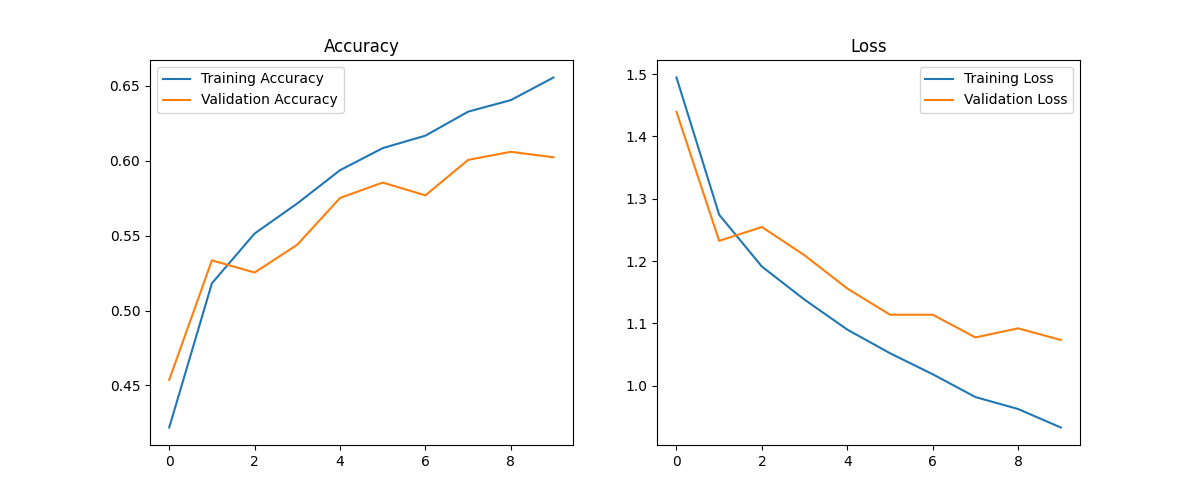 Accuracy
Training Accuracy
Validation Accuracy
0.65
0.60
0.55
0.50
0.45
0 2 4 6 8
Loss
Training Loss
Validation Loss
1.5
1.4
1.3
1.2
1.1
1.0
0 2 4 6 8